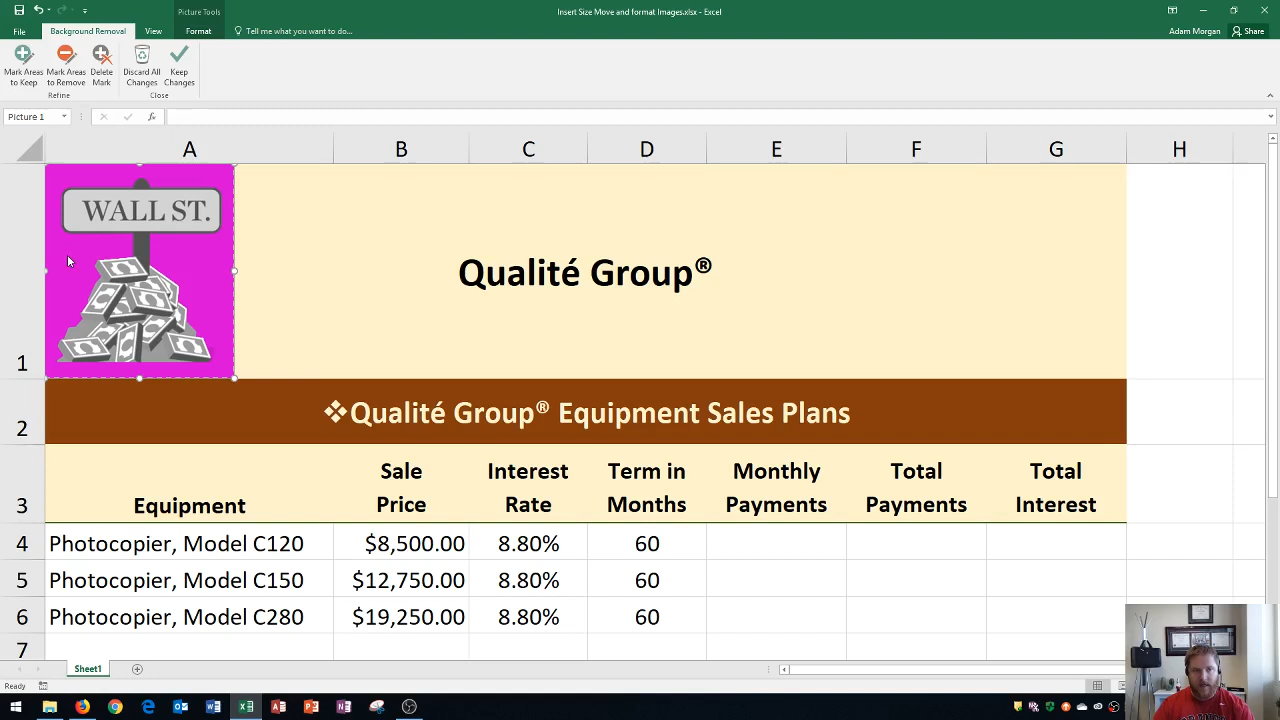 Picture Tools
Insert Size Move and format Images.xlsx - Excel
File
Background Removal
View
Format
Tell me what you want to do...
Adam Morgan
Share
Mark Areas
to Keep
Mark Areas
to Remove
Delete
Mark
Discard All
Changes
Keep
Changes
Refine
Close
Picture 1
fx
A B C D E F G H
WALL ST.
Qualité Group®
1
2 ❖Qualité Group® Equipment Sales Plans
Sale Interest Term in Monthly Total Total
3 Equipment Price Rate Months Payments Payments Interest
4 Photocopier, Model C120 $8,500.00 8.80% 60
5 Photocopier, Model C150 $12,750.00 8.80% 60
6 Photocopier, Model C280 $19,250.00 8.80% 60
7
Sheet1
Ready